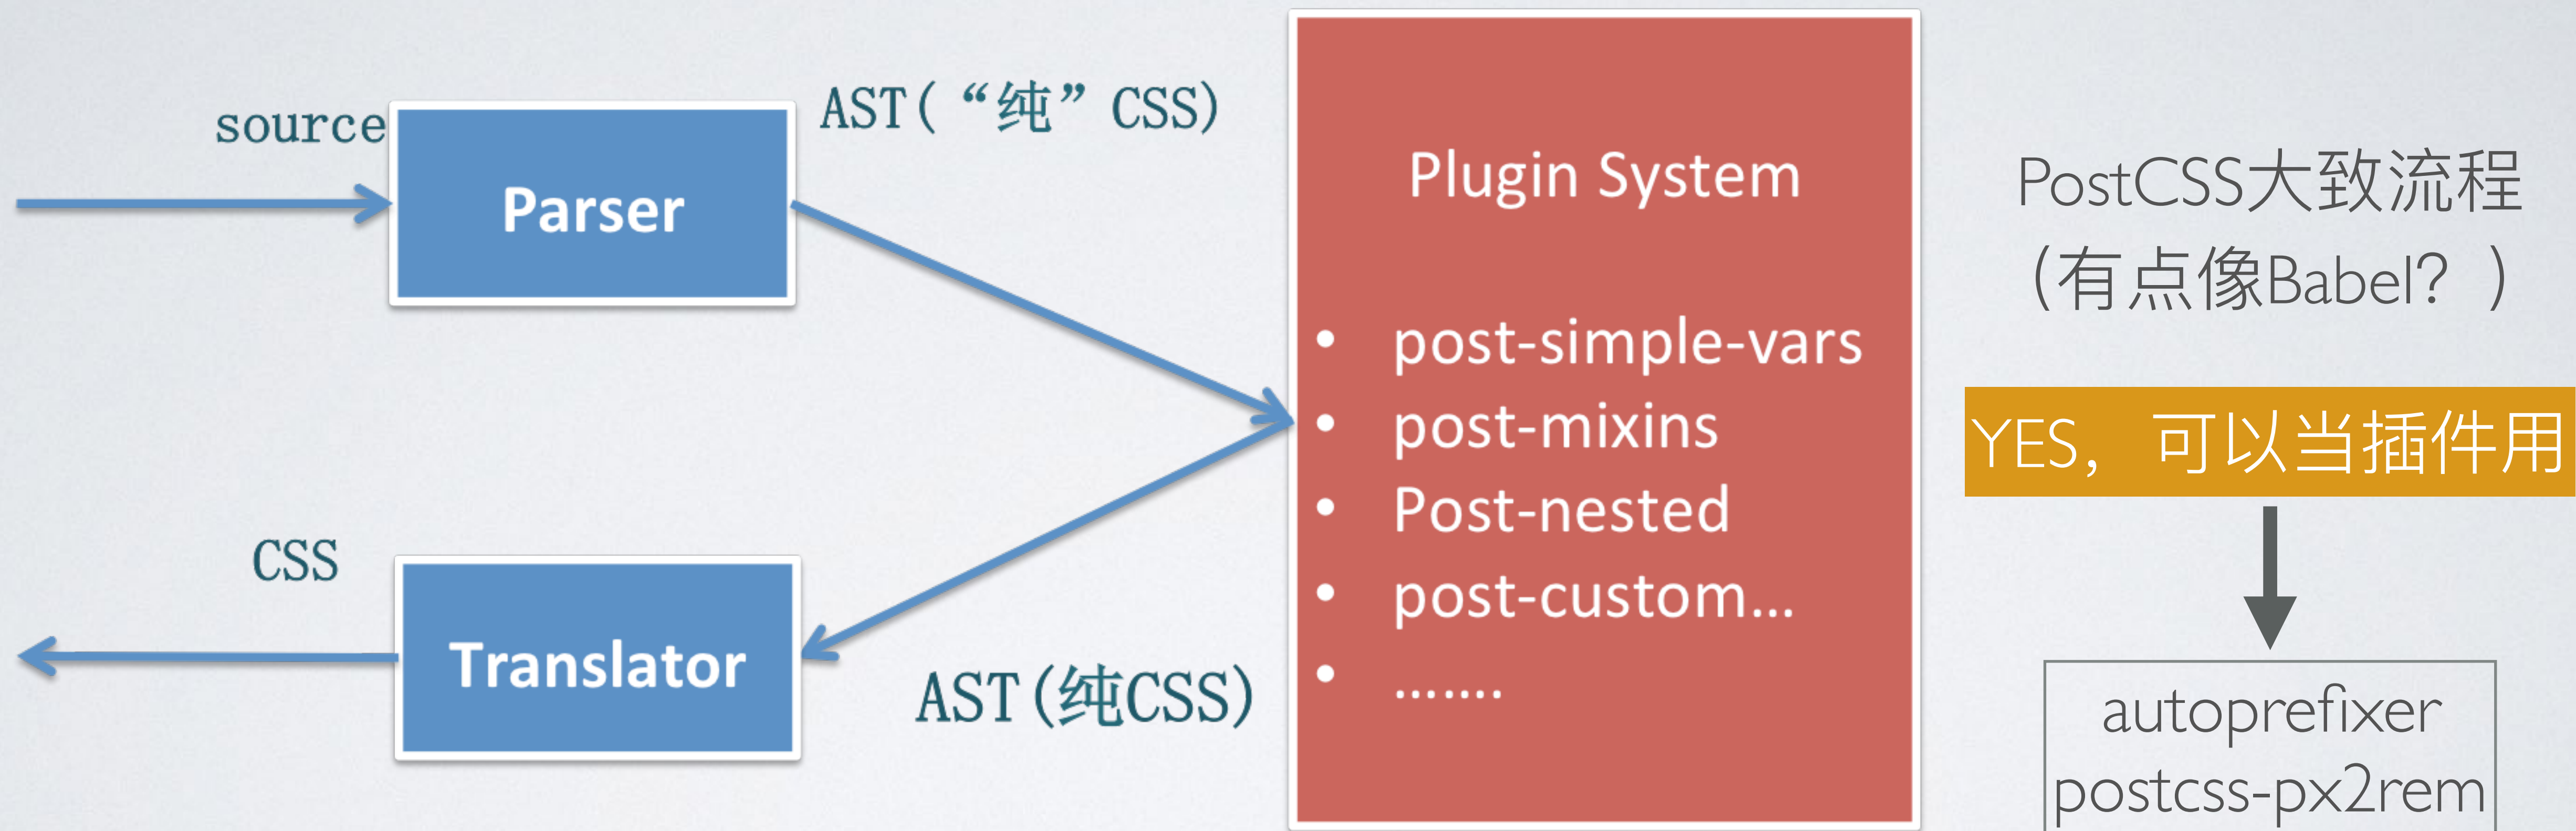 source
Parser
AST(“纯”CSS)
CSS
Translator
AST(纯CSS)
Plugin System
• post-simple-vars
• post-mixins
• Post-nested
• post-custom...
• .......
PostCSS大致流程
（有点像Babel？）
YES，可以当插件用
autoprefixer
postcss-px2rem